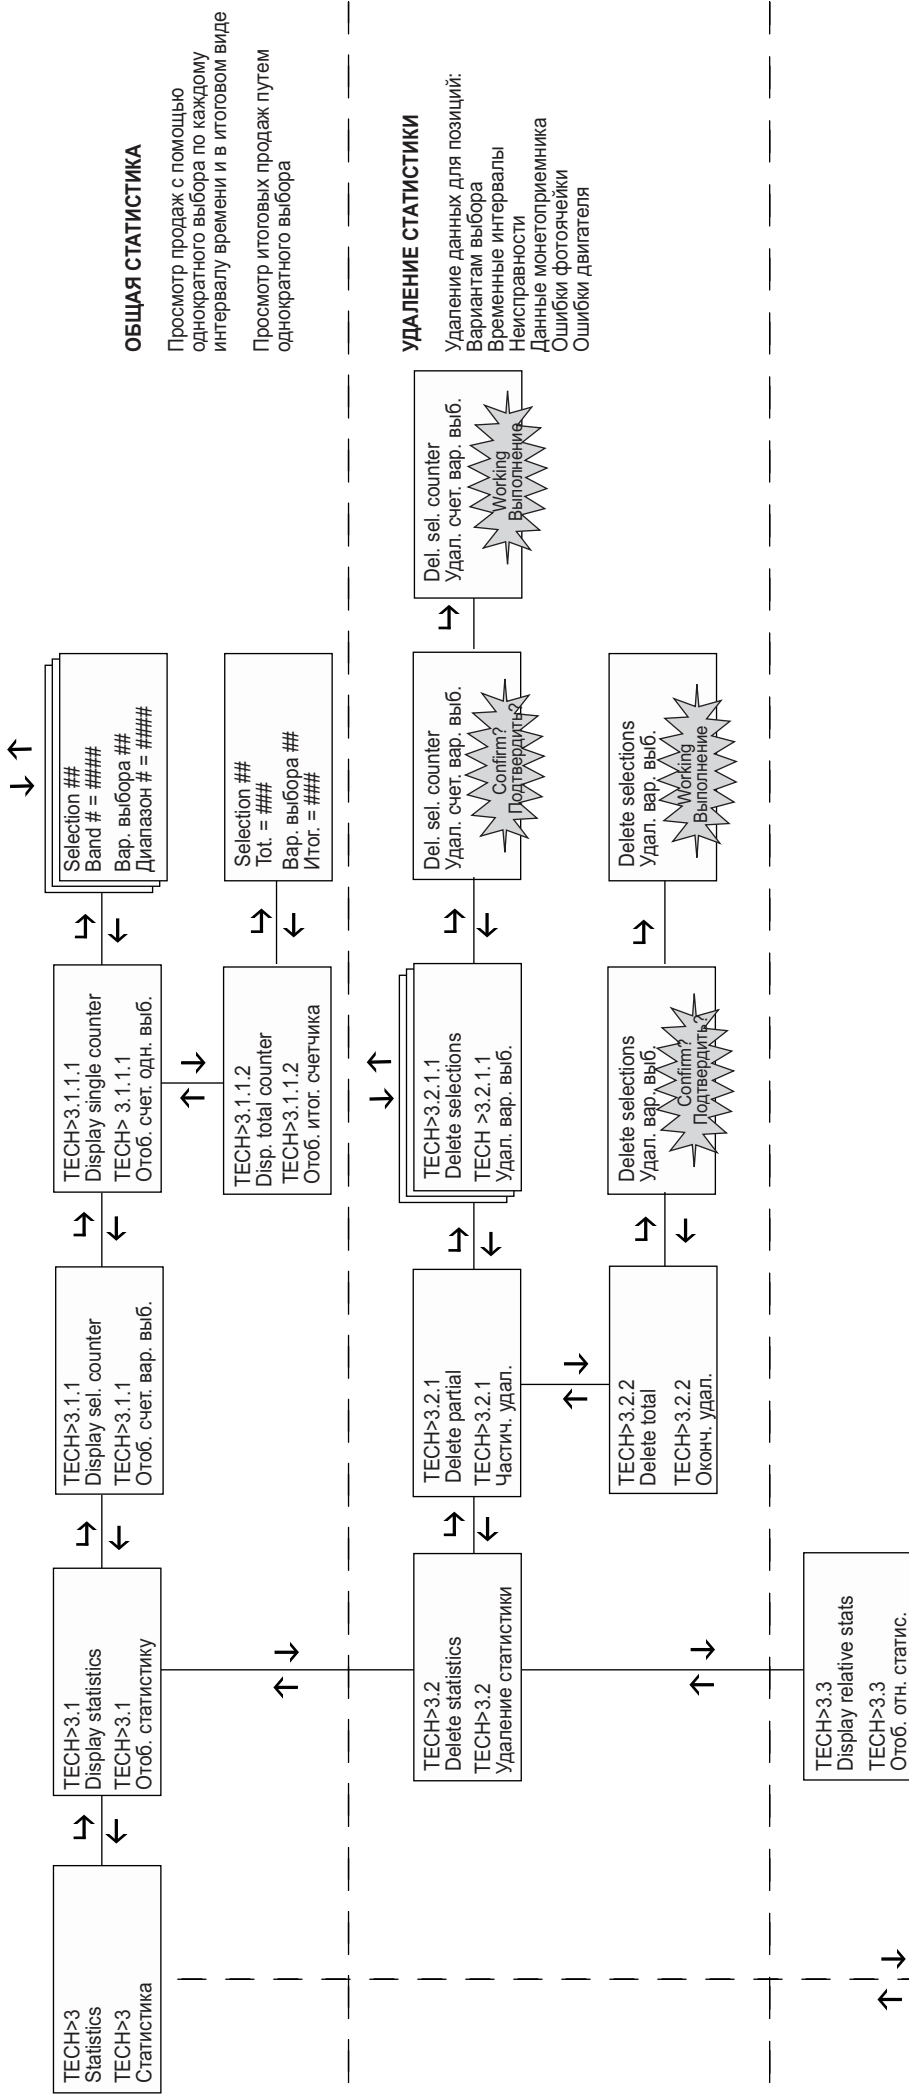 TECH>3
Statistics
TECH>3
Статистика
TECH>3.1
Display statistics
TECH>3.1
Отоб. статистику
TECH>3.1.1
Display sel. counter
TECH>3.1.1
Отоб. счет. вар. выб.
TECH>3.1.1.1
Display single counter
TECH> 3.1.1.1
Отоб. счет. одн. выб.
Selection ##
Band # = ####
Вар. выбора ##
Диапазон # = ####
TECH>3.1.1.2
Disp. total counter
TECH>3.1.1.2
Отоб. итог. счетчика
Selection ##
Tot. = ###
Вар. выбора ##
Итог. = ###
ОБЩАЯ СТАТИСТИКА
Просмотр продаж с помощью
однократного выбора по каждому
интервалу времени и в итоговом виде
Просмотр итоговых продаж путем
однократного выбора
TECH>3.2
Delete statistics
TECH>3.2
Удаление статистики
TECH>3.2.1
Delete partial
TECH>3.2.1
Частич. удал.
TECH>3.2.1.1
Delete selections
TECH >3.2.1.1
Удал. вар. выб.
Del. sel. counter
Удал. счет. вар. выб.
Confirm?
Подтвердить?
Del. sel. counter
Удал. счет. вар. выб.
Working
Выполнение
TECH>3.2.2
Delete total
TECH>3.2.2
Оконч. удал.
Delete selections
Удал. вар. выб.
Confirm?
Подтвердить?
Delete selections
Удал. вар. выб.
Working
Выполнение
УДАЛЕНИЕ СТАТИСТИКИ
Удаление данных для позиций:
Вариантам выбора
Временные интервалы
Неисправности
Данные монетоприемника
Ошибки фотоячейки
Ошибки двигателя
TECH>3.3
Display relative stats
TECH>3.3
Отоб. отн. статис.